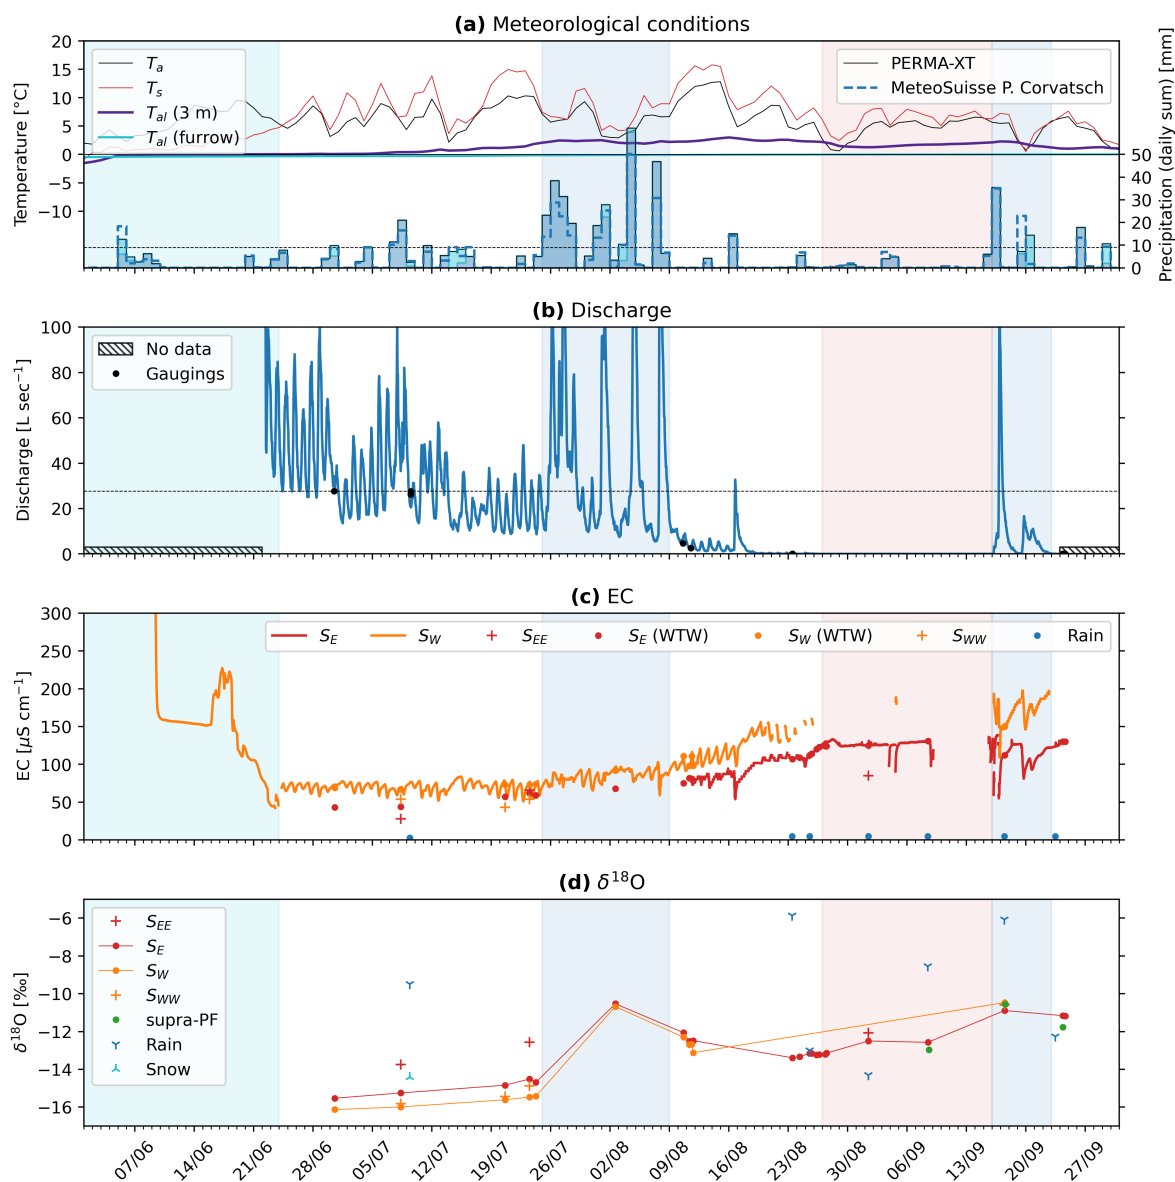 (a) Meteorological conditions
Temperature [°C]
20
15
10
5
0
−5
−10
T_a
T_s
T_al (3 m)
T_al (furrow)
PERMA-XT
MeteoSuisse P. Corvatsch
50
40
30
20
10
0
Precipitation (daily sum) [mm]
(b) Discharge
Discharge [L sec⁻¹]
100
80
60
40
20
0
No data
Gaugings
(c) EC
EC [μS cm⁻¹]
300
250
200
150
100
50
0
S_E
S_W
S_EE
S_E (WTW)
S_W (WTW)
S_WW
Rain
(d) δ¹⁸O
δ¹⁸O [‰]
−6
−8
−10
−12
−14
−16
S_EE
S_E
S_W
S_WW
supra-PF
Rain
Snow
07/06
14/06
21/06
28/06
05/07
12/07
19/07
26/07
02/08
09/08
16/08
23/08
30/08
06/09
13/09
20/09
27/09